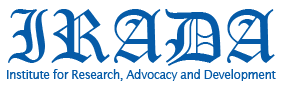 IRADA
Institute for Research, Advocacy and Development